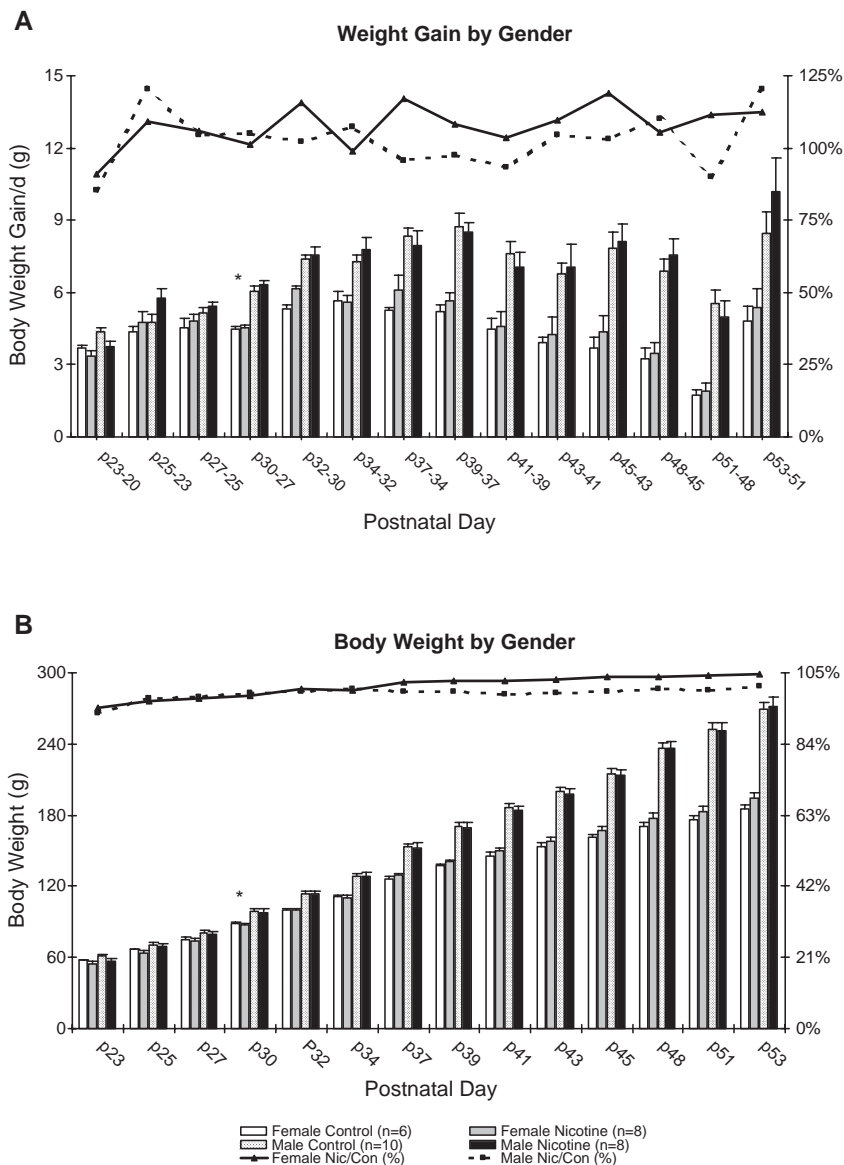 A
Weight Gain by Gender
15
12
9
6
3
0
125%
100%
75%
50%
25%
0%
Body Weight Gain/d (g)
*
p23-20
p25-23
p27-25
p30-27
p32-30
p34-32
p37-34
p39-37
p41-39
p43-41
p45-43
p48-45
p51-48
p53-51
Postnatal Day
B
Body Weight by Gender
300
240
180
120
60
0
105%
84%
63%
42%
21%
0%
Body Weight (g)
*
p23
p25
p27
p30
P32
p34
p37
p39
p41
p43
p45
p48
p51
p53
Postnatal Day
Female Control (n=6)
Female Nicotine (n=8)
Male Control (n=10)
Male Nicotine (n=8)
Female Nic/Con (%)
Male Nic/Con (%)